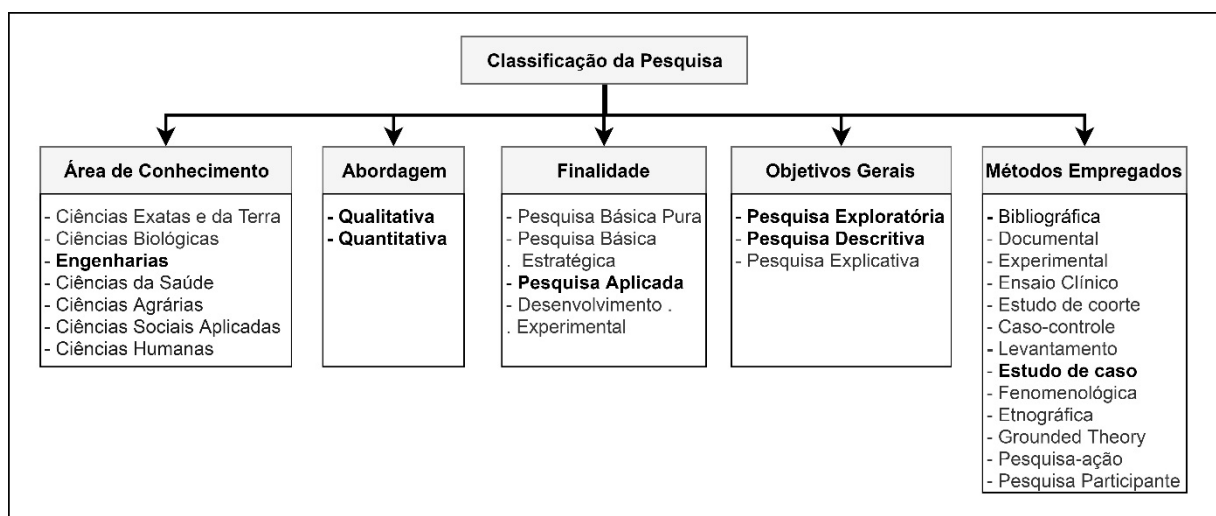 Classificação da Pesquisa
Área de Conhecimento
- Ciências Exatas e da Terra
- Ciências Biológicas
- Engenharias
- Ciências da Saúde
- Ciências Agrárias
- Ciências Sociais Aplicadas
- Ciências Humanas
Abordagem
- Qualitativa
- Quantitativa
Finalidade
- Pesquisa Básica Pura
- Pesquisa Básica
. Estratégica
- Pesquisa Aplicada
- Desenvolvimento .
. Experimental
Objetivos Gerais
- Pesquisa Exploratória
- Pesquisa Descritiva
- Pesquisa Explicativa
Métodos Empregados
- Bibliográfica
- Documental
- Experimental
- Ensaio Clínico
- Estudo de coorte
- Caso-controle
- Levantamento
- Estudo de caso
- Fenomenológica
- Etnográfica
- Grounded Theory
- Pesquisa-ação
- Pesquisa Participante